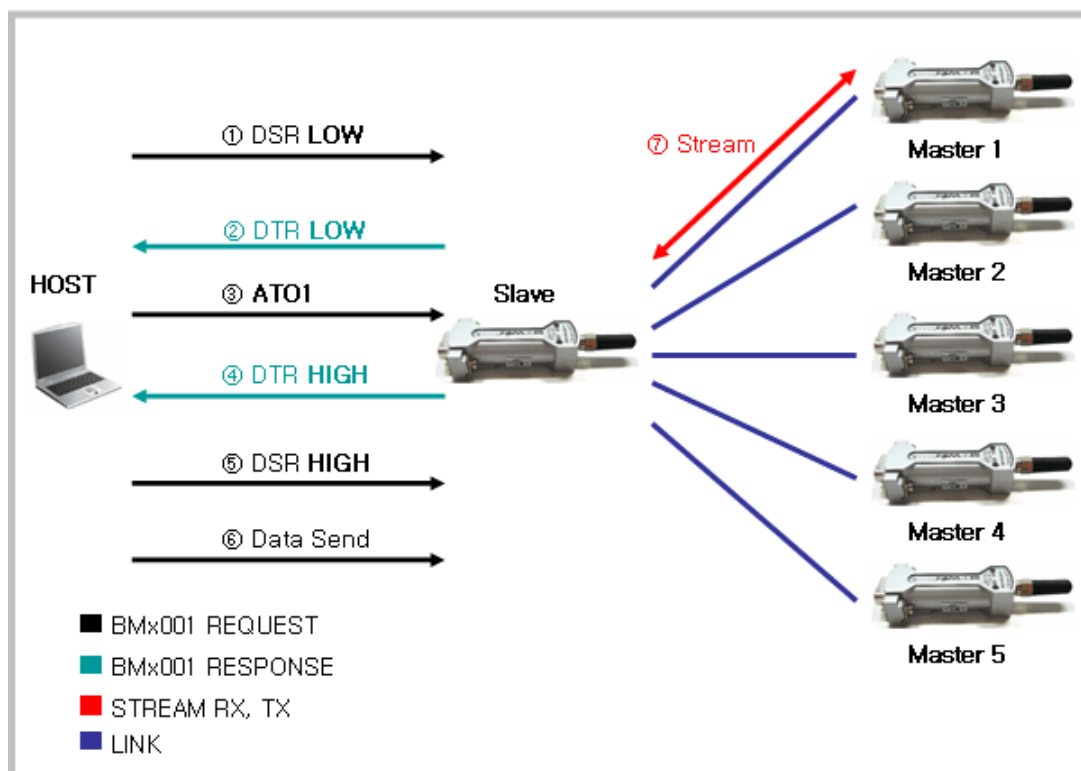 ① DSR LOW
② DTR LOW
HOST
③ ATO1
Slave
④ DTR HIGH
⑤ DSR HIGH
⑥ Data Send
⑦ Stream
Master 1
Master 2
Master 3
Master 4
Master 5
BMx001 REQUEST
BMx001 RESPONSE
STREAM RX, TX
LINK